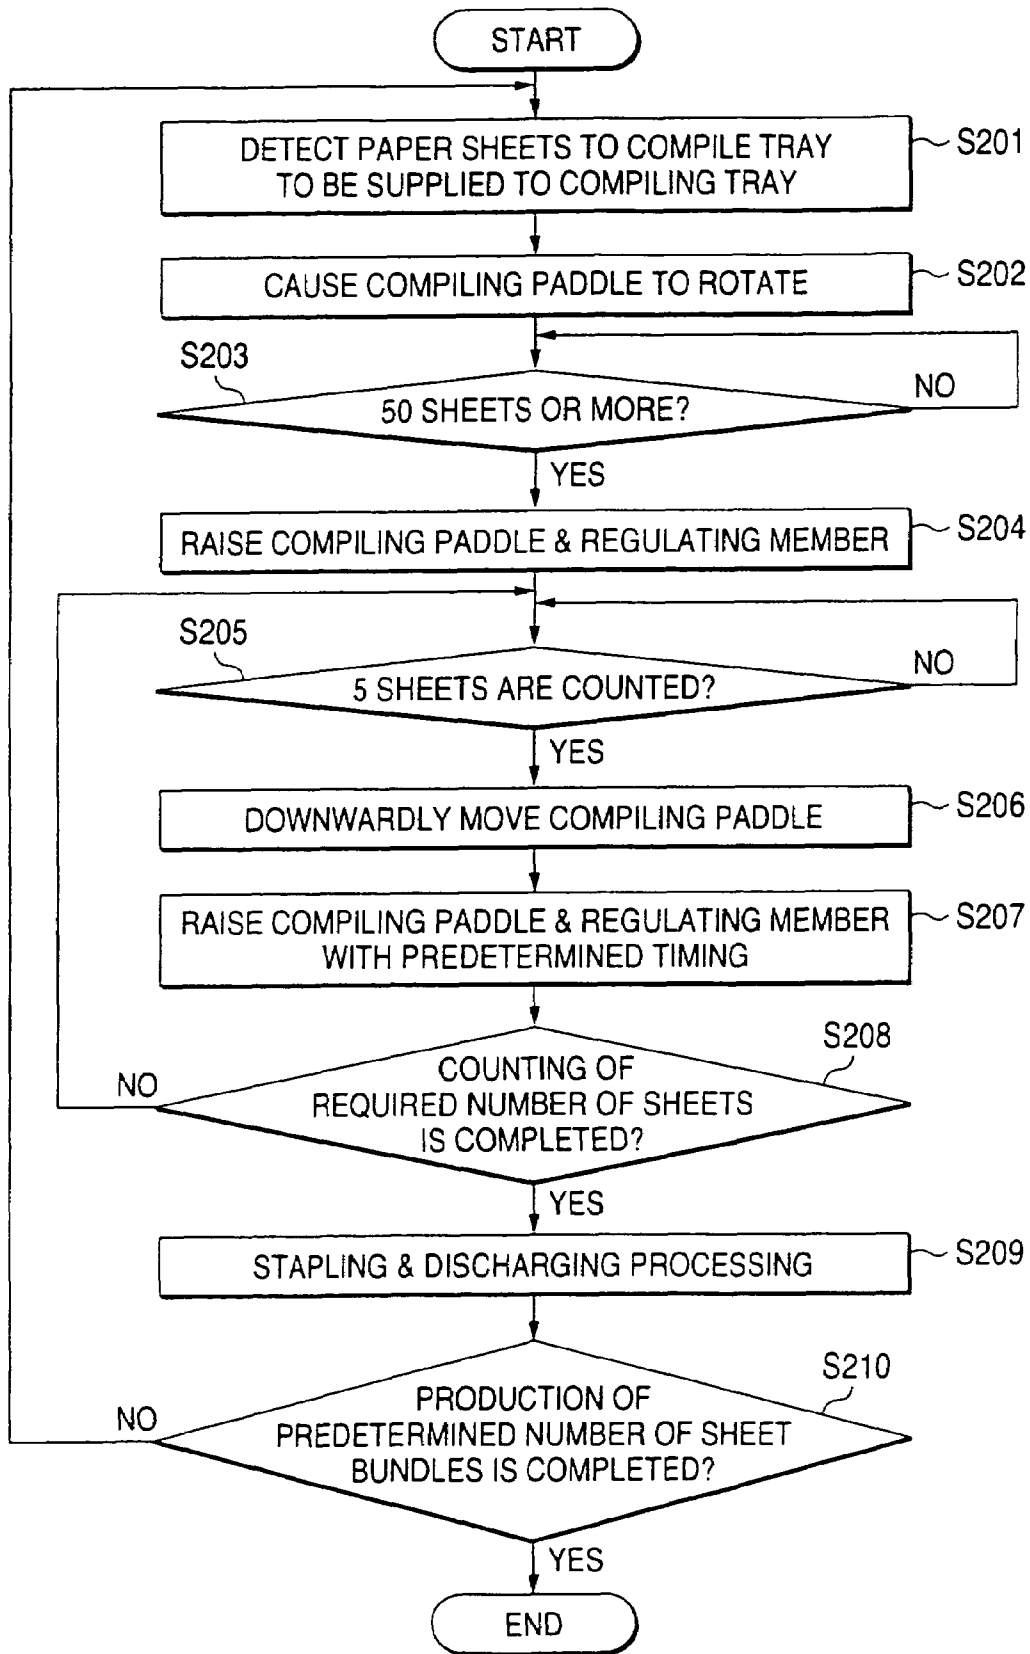 START
DETECT PAPER SHEETS TO COMPILE TRAY
TO BE SUPPLIED TO COMPILING TRAY
S201
CAUSE COMPILING PADDLE TO ROTATE
S202
S203
50 SHEETS OR MORE?
NO
YES
RAISE COMPILING PADDLE & REGULATING MEMBER
S204
S205
5 SHEETS ARE COUNTED?
NO
YES
DOWNWARDLY MOVE COMPILING PADDLE
S206
RAISE COMPILING PADDLE & REGULATING MEMBER
WITH PREDETERMINED TIMING
S207
S208
COUNTING OF
REQUIRED NUMBER OF SHEETS
IS COMPLETED?
NO
YES
STAPLING & DISCHARGING PROCESSING
S209
S210
PRODUCTION OF
PREDETERMINED NUMBER OF SHEET
BUNDLES IS COMPLETED?
NO
YES
END